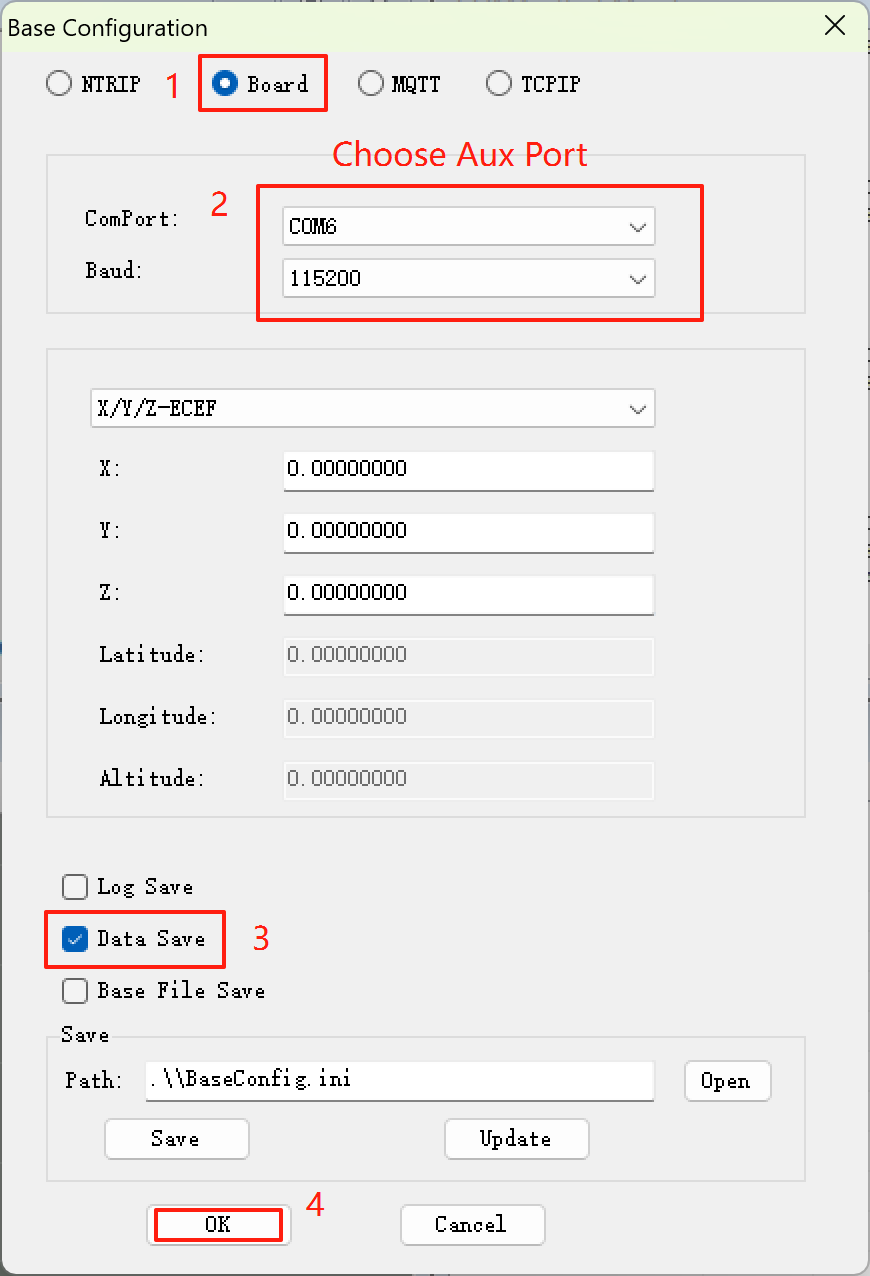 Base Configuration
NTRIP 1 Board MQTT TCPIP
Choose Aux Port
ComPort: 2 COM6
Baud: 115200
X/Y/Z-ECEF
X: 0.00000000
Y: 0.00000000
Z: 0.00000000
Latitude: 0.00000000
Longitude: 0.00000000
Altitude: 0.00000000
Log Save
Data Save 3
Base File Save
Save
Path: .\\BaseConfig.ini Open
Save Update
OK 4 Cancel